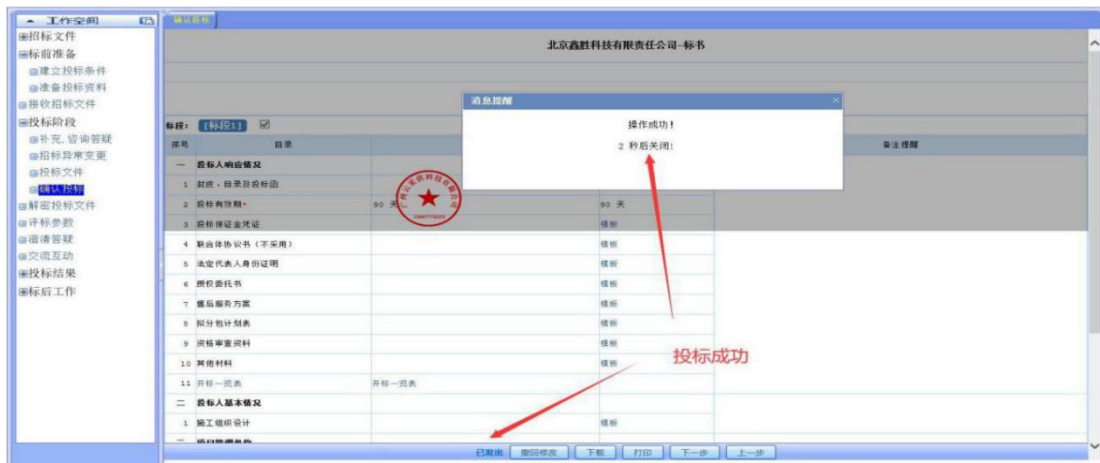 工作空间
确认投标
招标文件
标前准备
建立投标条件
准备投标资料
接收招标文件
投标阶段
补充、咨询答疑
招标异常变更
投标文件
确认投标
解密投标文件
评标参数
澄清答疑
交流互动
投标结果
标后工作
北京鑫胜科技有限责任公司-标书
消息提醒
操作成功！
2 秒后关闭！
标段： [标段1]
序号 目录 备注提醒
一 投标人响应情况
1 封皮、目录及投标函
2 投标有效期* 90 天 90 天
3 投标保证金凭证 模板
4 联合体协议书（不采用） 模板
5 法定代表人身份证明 模板
6 授权委托书 模板
7 售后服务方案 模板
8 拟分包计划表 模板
9 资格审查资料 模板
10 其他材料 模板
11 开标一览表 开标一览表
二 投标人基本情况
1 施工组织设计 模板
投标成功
已发出 撤回修改 下载 打印 下一步 上一步